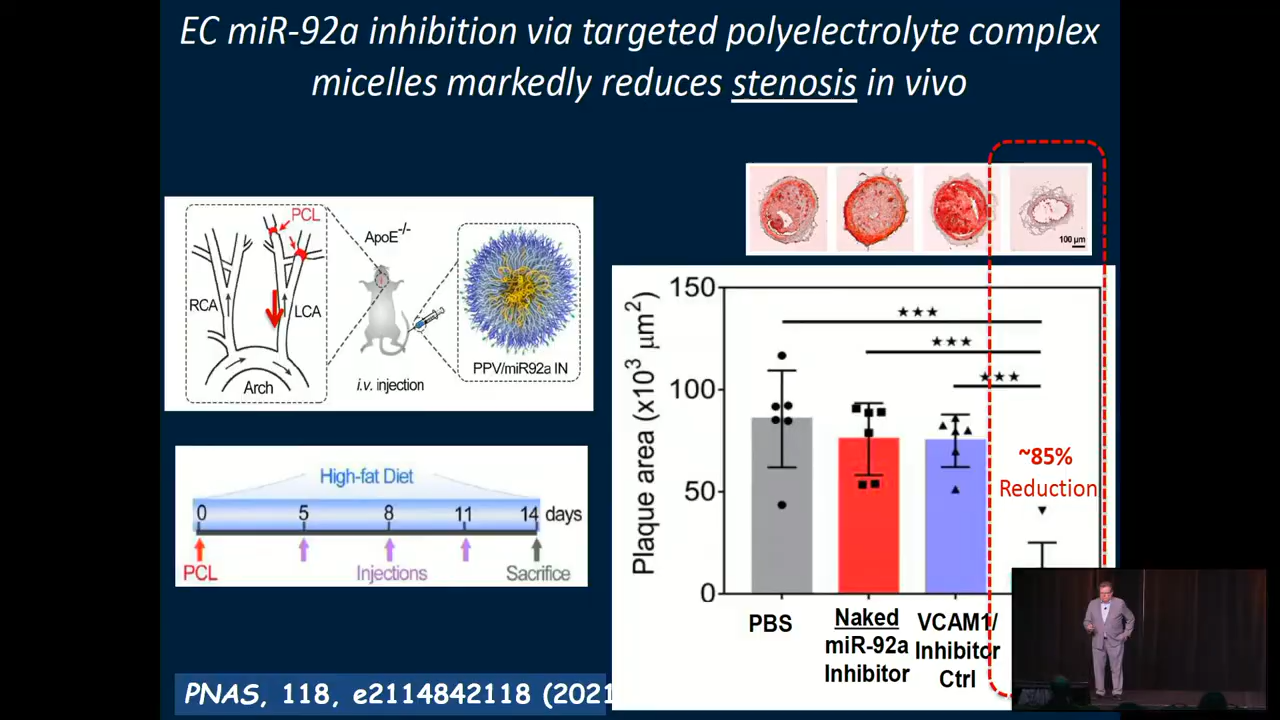 EC miR-92a inhibition via targeted polyelectrolyte complex
micelles markedly reduces stenosis in vivo
PCL
RCA
LCA
Arch
ApoE-/-
i.v. injection
PPV/miR92a IN
100 µm
High-fat Diet
0 5 8 11 14 days
PCL Injections Sacrifice
Plaque area (x10³ µm²)
150
100
50
0
★★★
★★★
★★★
~85%
Reduction
PBS
Naked
miR-92a
Inhibitor
VCAM1/
Inhibitor
Ctrl
PNAS, 118, e2114842118 (2021